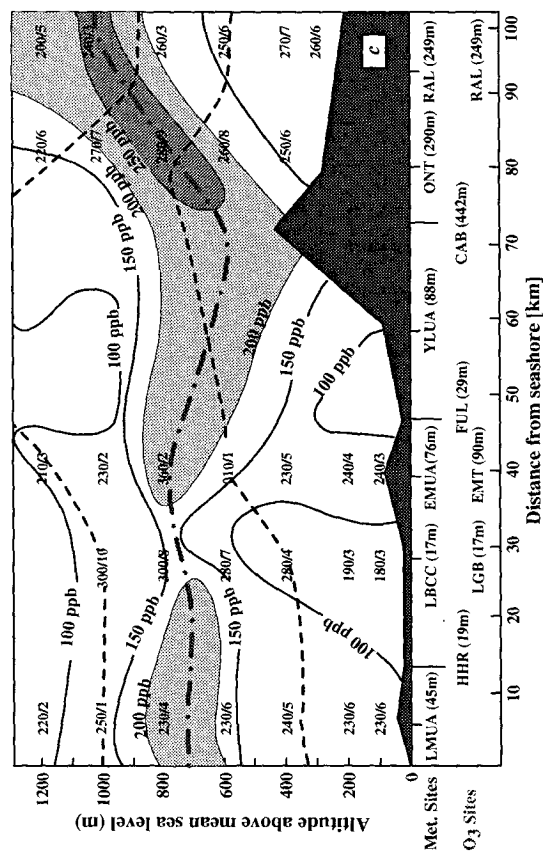 Altitude above mean sea level (m)
1200
1000
800
600
400
200
0
220/2
210/3
220/6
200/5
100 ppb
100 ppb
250/1
300/10
230/2
270/7
250 ppb
200 ppb
150 ppb
150 ppb
150 ppb
200 ppb
230/4
300/8
300/2
280/9
260/3
230/6
150 ppb
280/7
010/1
260/8
250/6
200 ppb
240/5
280/4
230/5
150 ppb
250/6
270/7
230/6
190/3
240/4
100 ppb
260/6
230/6
100 ppb
180/3
240/3
c
Met. Sites
LMUA (45m)
LBCC (17m)
EMUA(76m)
YLUA (88m)
ONT (290m)
RAL (249m)
O3 Sites
HHR (19m)
LGB (17m)
EMT (90m)
FUL (29m)
CAB (442m)
RAL (249m)
10
20
30
40
50
60
70
80
90
100
Distance from seashore [km]